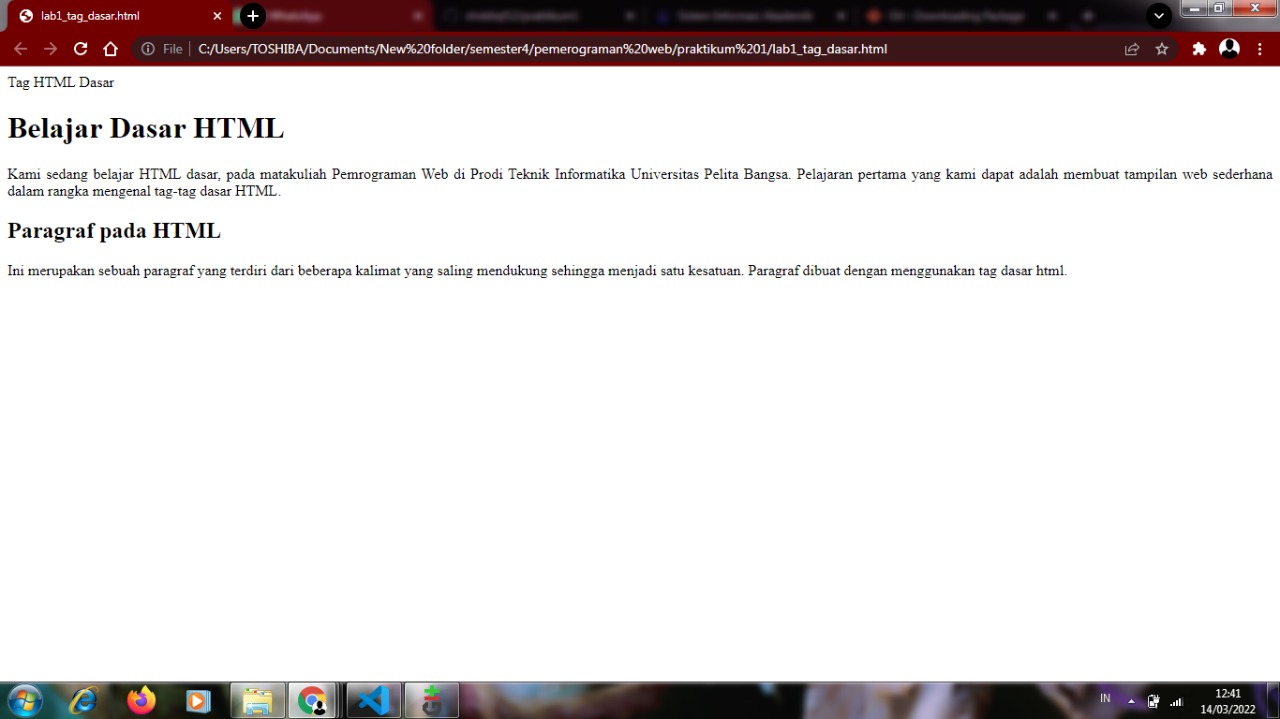 lab1_tag_dasar.html
WhatsApp
File
C:/Users/TOSHIBA/Documents/New%20folder/semester4/pemerograman%20web/praktikum%201/lab1_tag_dasar.html
Tag HTML Dasar
Belajar Dasar HTML
Kami sedang belajar HTML dasar, pada matakuliah Pemrograman Web di Prodi Teknik Informatika Universitas Pelita Bangsa. Pelajaran pertama yang kami dapat adalah membuat tampilan web sederhana
dalam rangka mengenal tag-tag dasar HTML.
Paragraf pada HTML
Ini merupakan sebuah paragraf yang terdiri dari beberapa kalimat yang saling mendukung sehingga menjadi satu kesatuan. Paragraf dibuat dengan menggunakan tag dasar html.
IN
12:41
14/03/2022